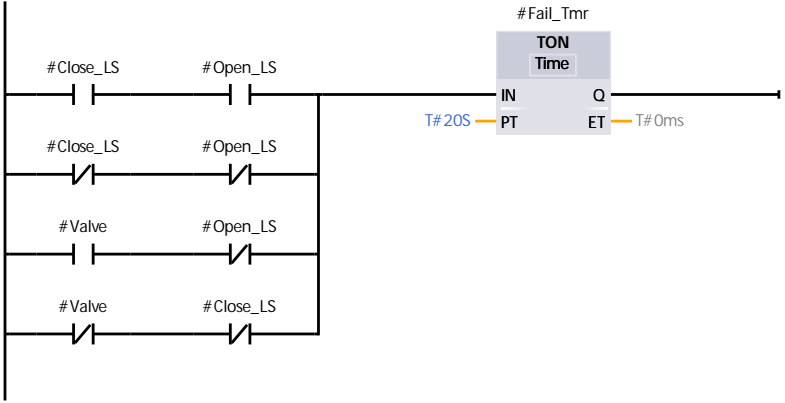 #Fail_Tmr
TON
Time
#Close_LS #Open_LS
IN Q
T#20S PT ET T#0ms
#Close_LS #Open_LS
#Valve #Open_LS
#Valve #Close_LS